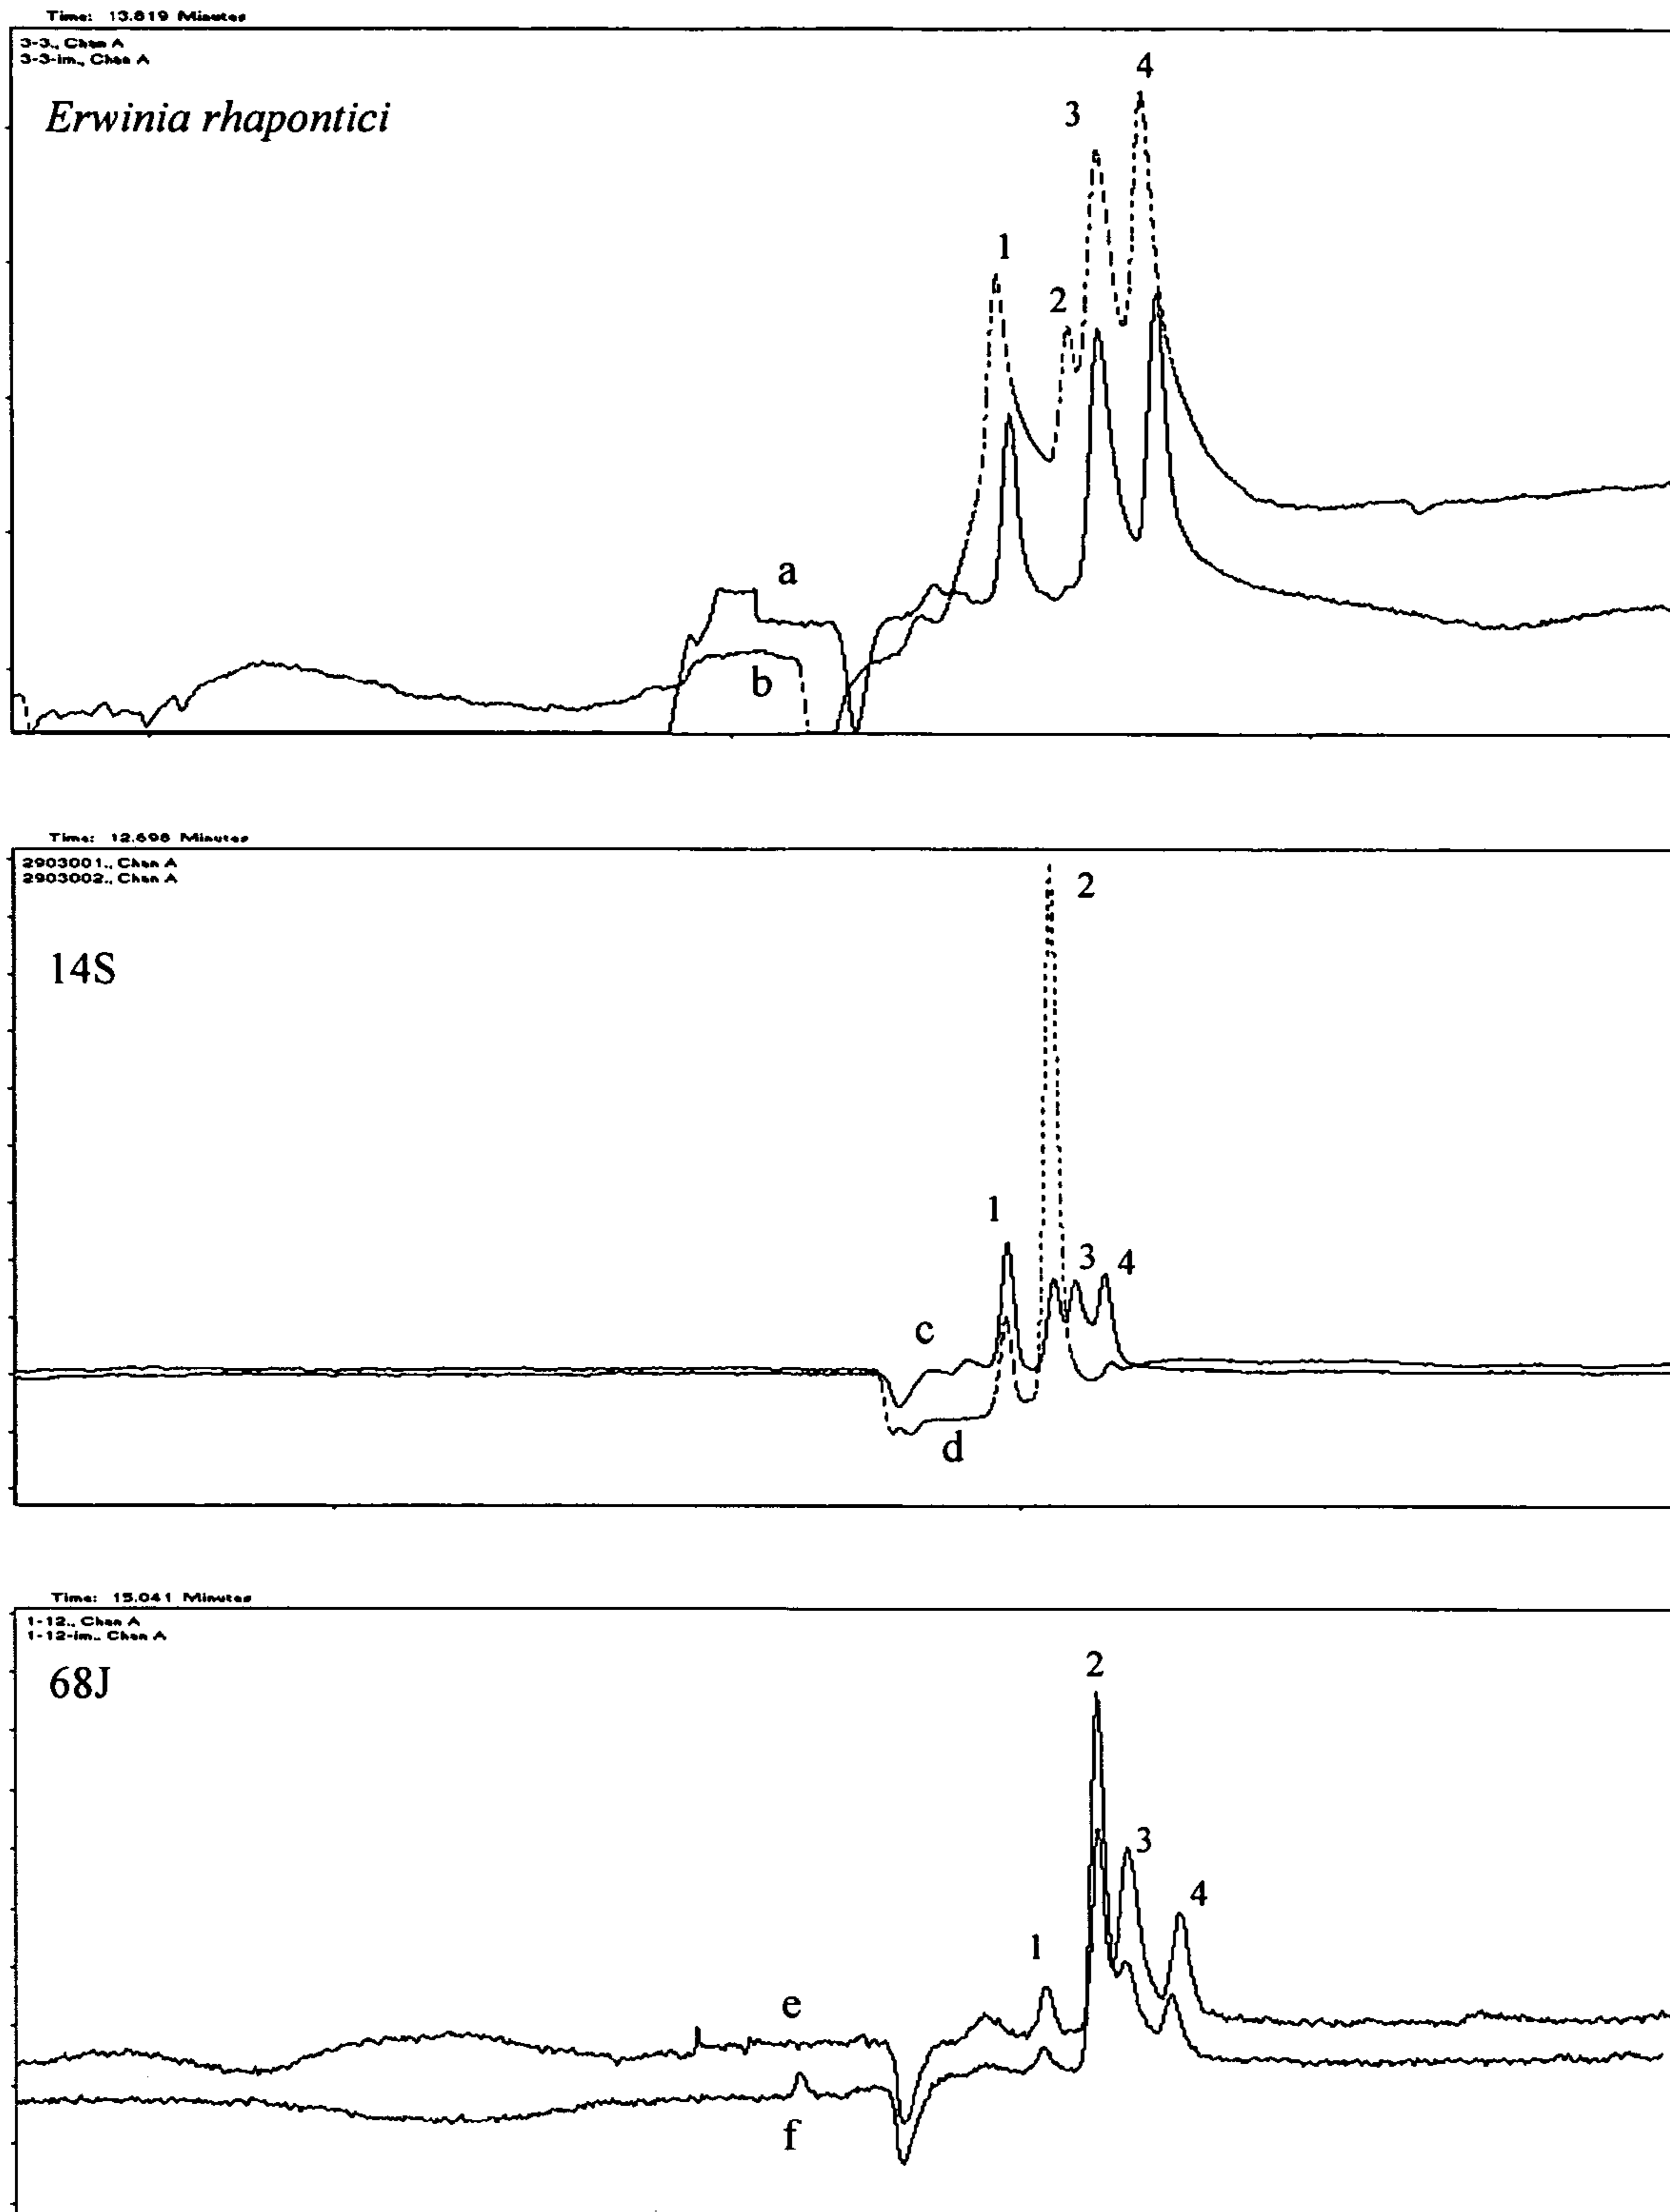 Time: 13.819 Minutes
3-3., Chan A
3-3-im., Chan A
Erwinia rhapontici
4
3
1
2
a
b
Time: 12.698 Minutes
2903001., Chan A
2903002., Chan A
2
14S
1
3
4
c
d
Time: 15.041 Minutes
1-12., Chan A
1-12-im., Chan A
2
68J
3
4
1
e
f